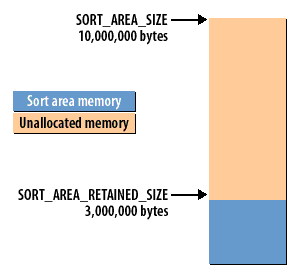 SORT_AREA_SIZE
10,000,000 bytes
Sort area memory
Unallocated memory
SORT_AREA_RETAINED_SIZE
3,000,000 bytes